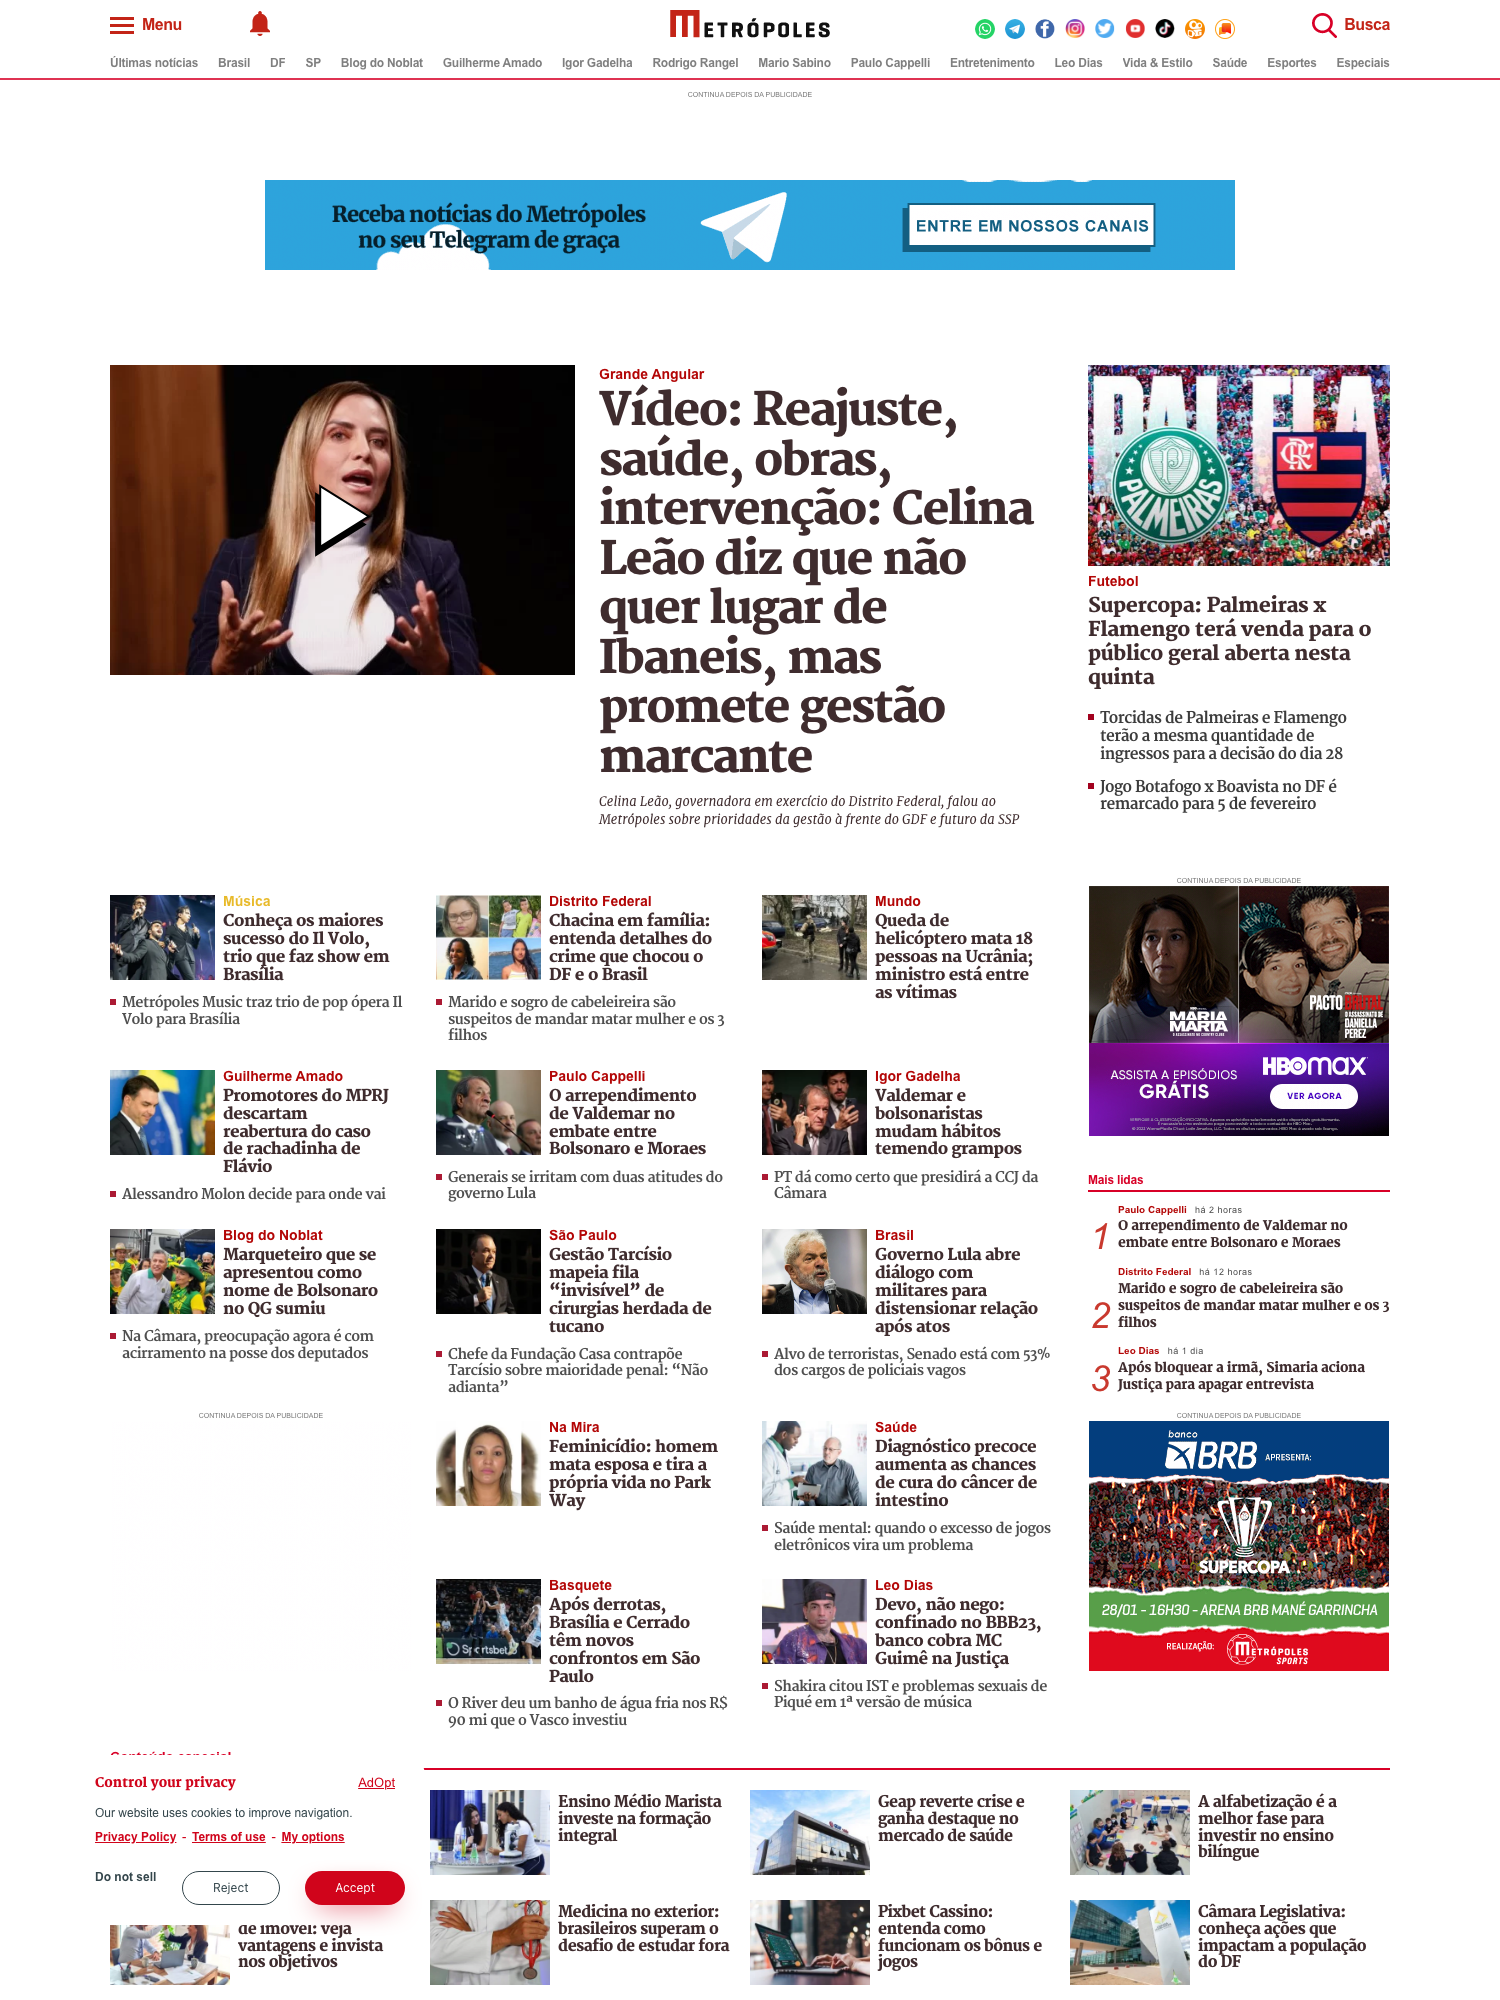 Menu
METRÓPOLES
Busca
Últimas notícias Brasil DF SP Blog do Noblat Guilherme Amado Igor Gadelha Rodrigo Rangel Mario Sabino Paulo Cappelli Entretenimento Leo Dias Vida & Estilo Saúde Esportes Especiais
CONTINUA DEPOIS DA PUBLICIDADE
Receba notícias do Metrópoles
no seu Telegram de graça
ENTRE EM NOSSOS CANAIS
Grande Angular
Vídeo: Reajuste,
saúde, obras,
intervenção: Celina
Leão diz que não
quer lugar de
Ibaneis, mas
promete gestão
marcante
Celina Leão, governadora em exercício do Distrito Federal, falou ao
Metrópoles sobre prioridades da gestão à frente do GDF e futuro da SSP
PALMEIRAS
Futebol
Supercopa: Palmeiras x
Flamengo terá venda para o
público geral aberta nesta
quinta
Torcidas de Palmeiras e Flamengo
terão a mesma quantidade de
ingressos para a decisão do dia 28
Jogo Botafogo x Boavista no DF é
remarcado para 5 de fevereiro
Música
Conheça os maiores
sucesso do Il Volo,
trio que faz show em
Brasília
Metrópoles Music traz trio de pop ópera Il
Volo para Brasília
Distrito Federal
Chacina em família:
entenda detalhes do
crime que chocou o
DF e o Brasil
Marido e sogro de cabeleireira são
suspeitos de mandar matar mulher e os 3
filhos
Mundo
Queda de
helicóptero mata 18
pessoas na Ucrânia;
ministro está entre
as vítimas
CONTINUA DEPOIS DA PUBLICIDADE
HAPPY
NEW YEAR
MARIA
MARTA
PACTO BRUTAL
O ASSASSINATO DE
DANIELLA
PEREZ
ASSISTA A EPISÓDIOS
GRÁTIS
HBOMAX
VER AGORA
Guilherme Amado
Promotores do MPRJ
descartam
reabertura do caso
de rachadinha de
Flávio
Alessandro Molon decide para onde vai
Paulo Cappelli
O arrependimento
de Valdemar no
embate entre
Bolsonaro e Moraes
Generais se irritam com duas atitudes do
governo Lula
Igor Gadelha
Valdemar e
bolsonaristas
mudam hábitos
temendo grampos
PT dá como certo que presidirá a CCJ da
Câmara
Mais lidas
1
Paulo Cappelli há 2 horas
O arrependimento de Valdemar no
embate entre Bolsonaro e Moraes
2
Distrito Federal há 12 horas
Marido e sogro de cabeleireira são
suspeitos de mandar matar mulher e os 3
filhos
3
Leo Dias há 1 dia
Após bloquear a irmã, Simaria aciona
Justiça para apagar entrevista
Blog do Noblat
Marqueteiro que se
apresentou como
nome de Bolsonaro
no QG sumiu
Na Câmara, preocupação agora é com
acirramento na posse dos deputados
São Paulo
Gestão Tarcísio
mapeia fila
“invisível” de
cirurgias herdada de
tucano
Chefe da Fundação Casa contrapõe
Tarcísio sobre maioridade penal: “Não
adianta”
Brasil
Governo Lula abre
diálogo com
militares para
distensionar relação
após atos
Alvo de terroristas, Senado está com 53%
dos cargos de policiais vagos
CONTINUA DEPOIS DA PUBLICIDADE
Na Mira
Feminicídio: homem
mata esposa e tira a
própria vida no Park
Way
Saúde
Diagnóstico precoce
aumenta as chances
de cura do câncer de
intestino
Saúde mental: quando o excesso de jogos
eletrônicos vira um problema
CONTINUA DEPOIS DA PUBLICIDADE
banco
BRB
APRESENTA:
SUPERCOPA
28/01 - 16H30 - ARENA BRB MANÉ GARRINCHA
REALIZAÇÃO:
METRÓPOLES
SPORTS
Basquete
Após derrotas,
Brasília e Cerrado
têm novos
confrontos em São
Paulo
O River deu um banho de água fria nos R$
90 mi que o Vasco investiu
Leo Dias
Devo, não nego:
confinado no BBB23,
banco cobra MC
Guimê na Justiça
Shakira citou IST e problemas sexuais de
Piqué em 1ª versão de música
Conteúdo especial
Control your privacy
AdOpt
Our website uses cookies to improve navigation.
Privacy Policy - Terms of use - My options
Do not sell
Reject
Accept
Ensino Médio Marista
investe na formação
integral
Geap reverte crise e
ganha destaque no
mercado de saúde
A alfabetização é a
melhor fase para
investir no ensino
bilíngue
de imóvel: veja
vantagens e invista
nos objetivos
Medicina no exterior:
brasileiros superam o
desafio de estudar fora
Pixbet Cassino:
entenda como
funcionam os bônus e
jogos
Câmara Legislativa:
conheça ações que
impactam a população
do DF